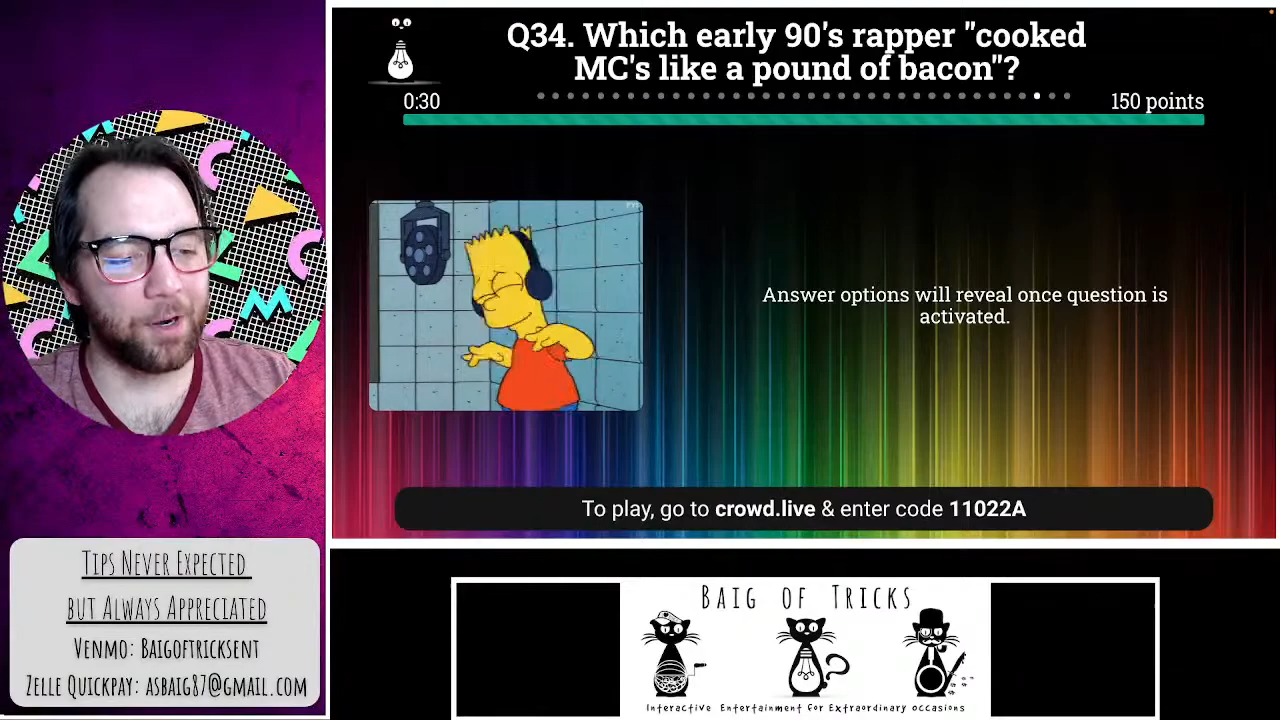 Q34. Which early 90's rapper "cooked
MC's like a pound of bacon"?
0:30
150 points
Answer options will reveal once question is
activated.
To play, go to crowd.live & enter code 11022A
Tips Never Expected
but Always Appreciated
Venmo: Baigoftricksent
Zelle Quickpay: asbaig87@gmail.com
Baig of Tricks
Interactive Entertainment for Extraordinary Occasions